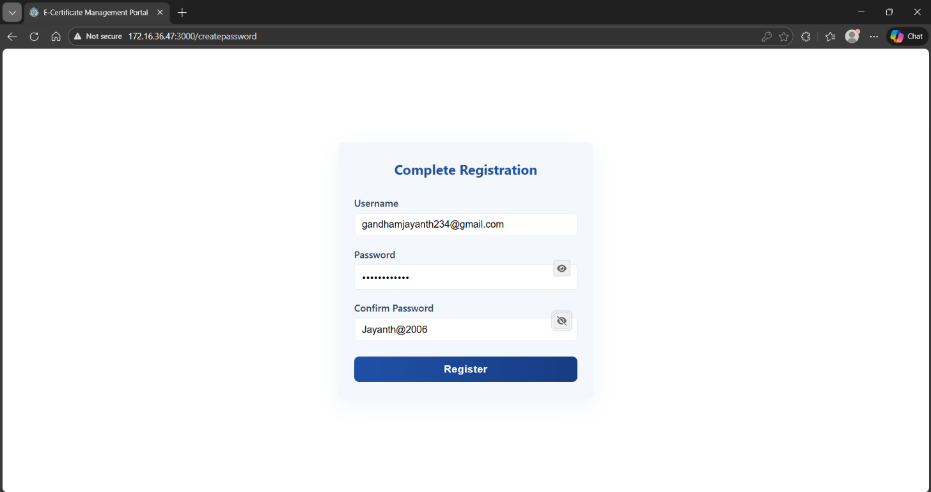 E-Certificate Management Portal
Not secure 172.16.36.47:3000/createpassword
Chat
Complete Registration
Username
gandhamjayanth234@gmail.com
Password
••••••••••••
Confirm Password
Jayanth@2006
Register